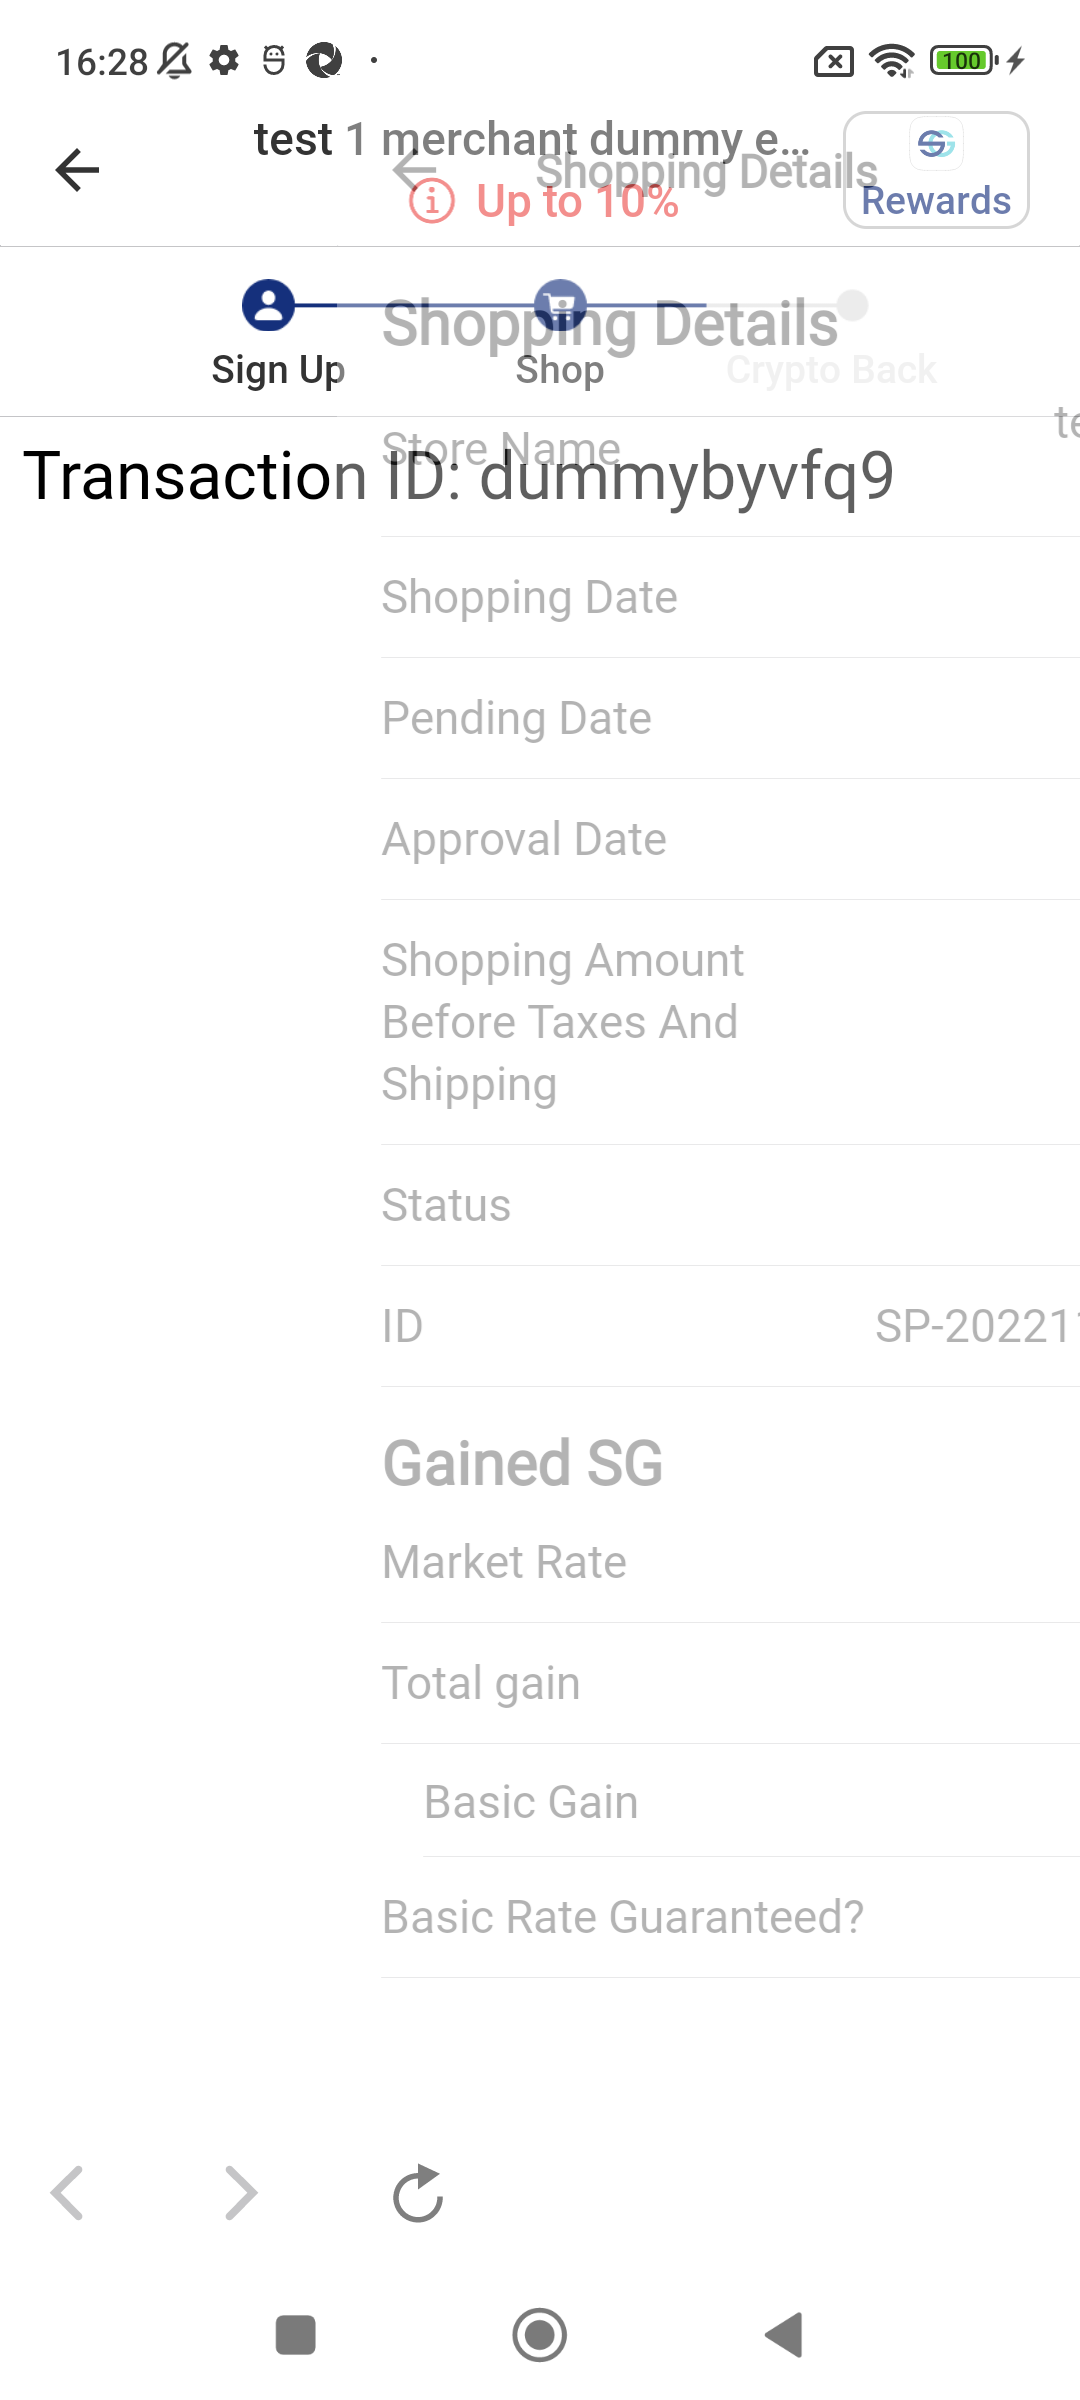 16:28
100
test 1 merchant dummy e...
Shopping Details
Up to 10%
Rewards
Shopping Details
Sign Up
Shop
Crypto Back
te
Store Name
Transaction ID: dummybyvfq9
Shopping Date
Pending Date
Approval Date
Shopping Amount
Before Taxes And
Shipping
Status
ID SP-202211
Gained SG
Market Rate
Total gain
Basic Gain
Basic Rate Guaranteed?